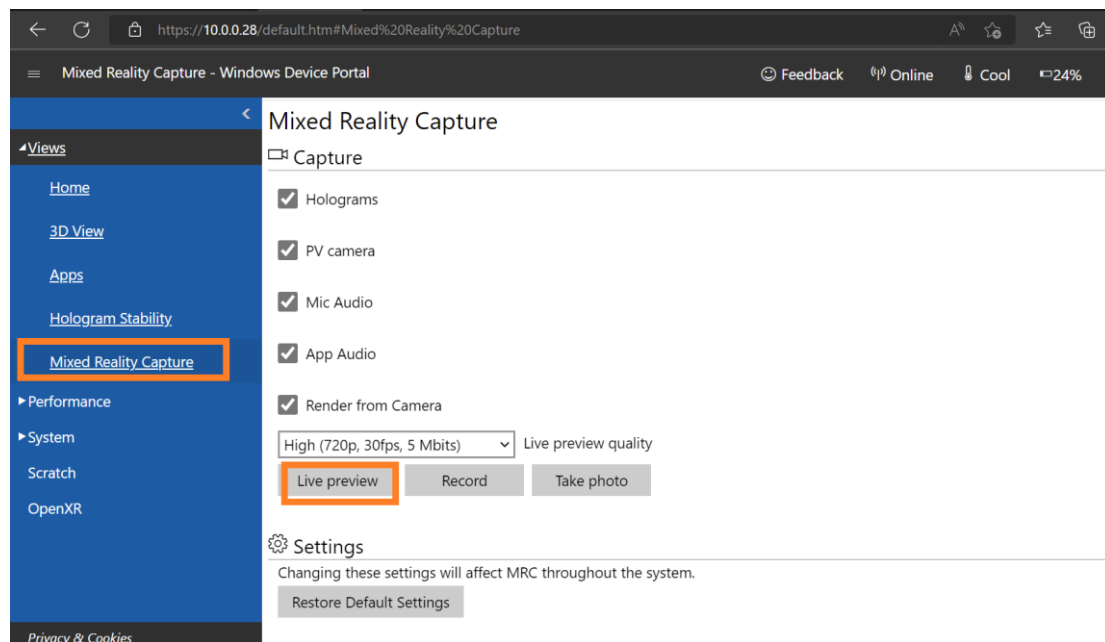 https://10.0.0.28/default.htm#Mixed%20Reality%20Capture
Mixed Reality Capture - Windows Device Portal
Feedback
Online
Cool
24%
Views
Home
3D View
Apps
Hologram Stability
Mixed Reality Capture
Performance
System
Scratch
OpenXR
Privacy & Cookies
Mixed Reality Capture
Capture
Holograms
PV camera
Mic Audio
App Audio
Render from Camera
High (720p, 30fps, 5 Mbits) Live preview quality
Live preview Record Take photo
Settings
Changing these settings will affect MRC throughout the system.
Restore Default Settings